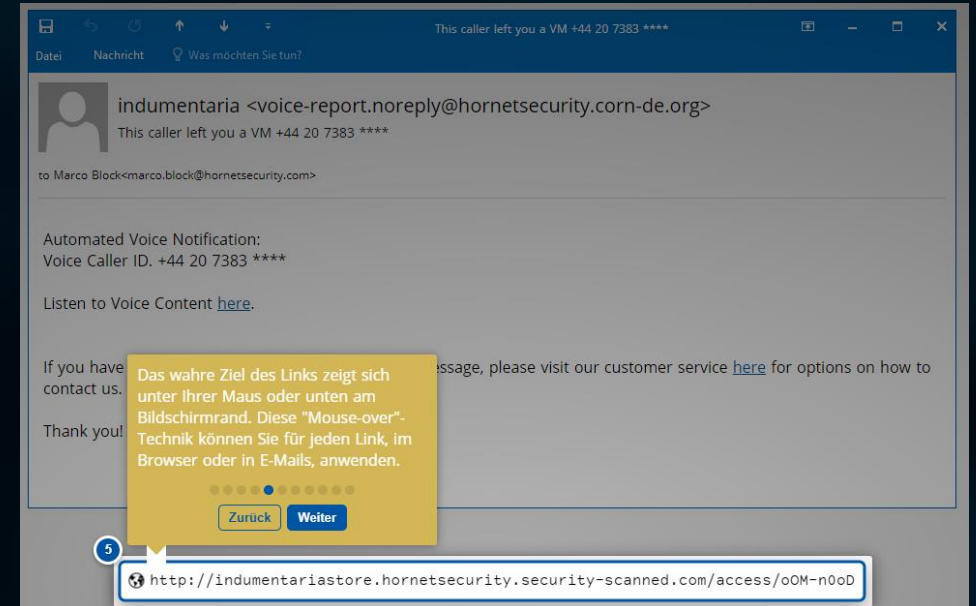 This caller left you a VM +44 20 7383 ****
Datei Nachricht Was möchten Sie tun?
indumentaria <voice-report.noreply@hornetsecurity.corn-de.org>
This caller left you a VM +44 20 7383 ****
to Marco Block<marco.block@hornetsecurity.com>
Automated Voice Notification:
Voice Caller ID. +44 20 7383 ****
Listen to Voice Content here.
If you have
essage, please visit our customer service here for options on how to
contact us.
Thank you!
Das wahre Ziel des Links zeigt sich
unter Ihrer Maus oder unten am
Bildschirmrand. Diese "Mouse-over"-
Technik können Sie für jeden Link, im
Browser oder in E-Mails, anwenden.
Zurück Weiter
5
http://indumentariastore.hornetsecurity.security-scanned.com/access/oOM-n0oD